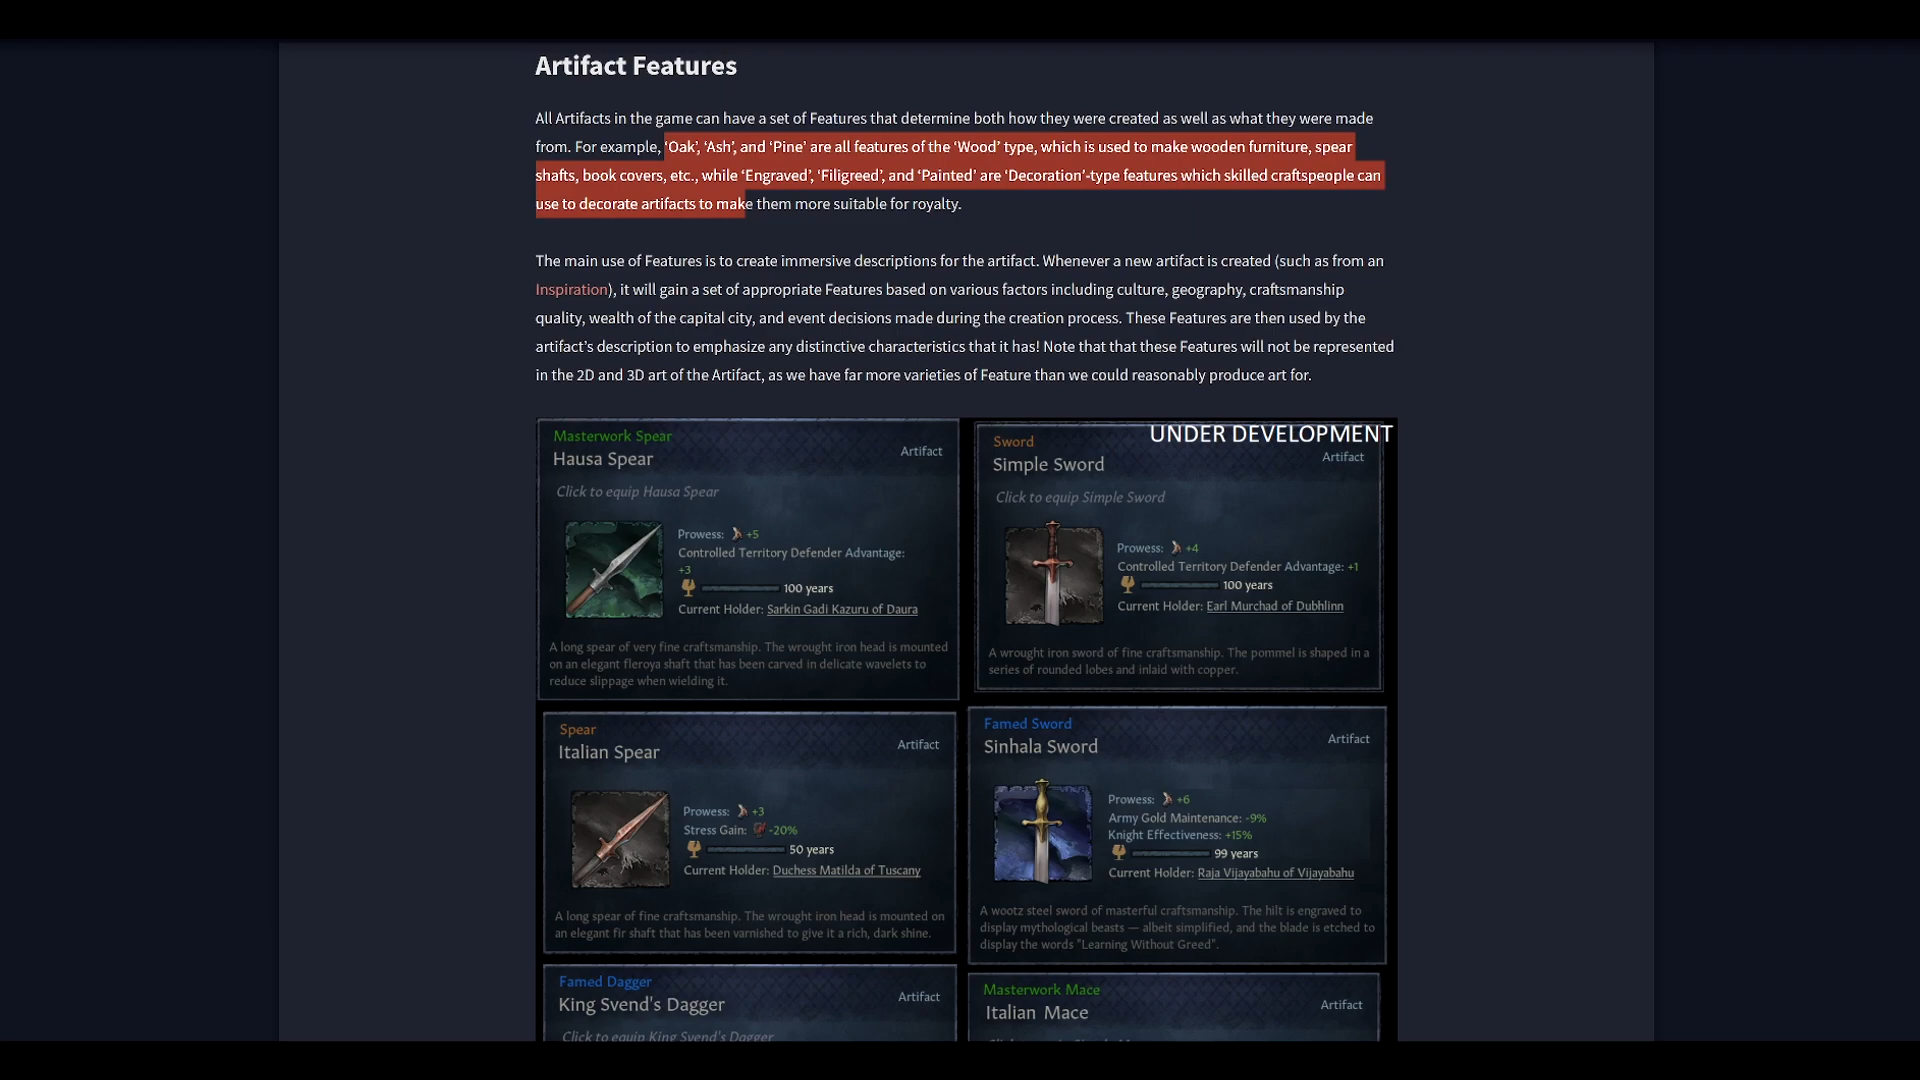 Artifact Features
All Artifacts in the game can have a set of Features that determine both how they were created as well as what they were made
from. For example, ‘Oak’, ‘Ash’, and ‘Pine’ are all features of the ‘Wood’ type, which is used to make wooden furniture, spear
shafts, book covers, etc., while ‘Engraved’, ‘Filigreed’, and ‘Painted’ are ‘Decoration’-type features which skilled craftspeople can
use to decorate artifacts to make them more suitable for royalty.
The main use of Features is to create immersive descriptions for the artifact. Whenever a new artifact is created (such as from an
Inspiration), it will gain a set of appropriate Features based on various factors including culture, geography, craftsmanship
quality, wealth of the capital city, and event decisions made during the creation process. These Features are then used by the
artifact’s description to emphasize any distinctive characteristics that it has! Note that that these Features will not be represented
in the 2D and 3D art of the Artifact, as we have far more varieties of Feature than we could reasonably produce art for.
UNDER DEVELOPMENT
Masterwork Spear
Hausa Spear
Artifact
Click to equip Hausa Spear
Prowess: +5
Controlled Territory Defender Advantage:
+3
100 years
Current Holder: Sarkin Gadi Kazuru of Daura
A long spear of very fine craftsmanship. The wrought iron head is mounted
on an elegant fleroya shaft that has been carved in delicate wavelets to
reduce slippage when wielding it.
Sword
Simple Sword
Artifact
Click to equip Simple Sword
Prowess: +4
Controlled Territory Defender Advantage: +1
100 years
Current Holder: Earl Murchad of Dubhlinn
A wrought iron sword of fine craftsmanship. The pommel is shaped in a
series of rounded lobes and inlaid with copper.
Spear
Italian Spear
Artifact
Prowess: +3
Stress Gain: -20%
50 years
Current Holder: Duchess Matilda of Tuscany
A long spear of fine craftsmanship. The wrought iron head is mounted on
an elegant fir shaft that has been varnished to give it a rich, dark shine.
Famed Sword
Sinhala Sword
Artifact
Prowess: +6
Army Gold Maintenance: -9%
Knight Effectiveness: +15%
99 years
Current Holder: Raja Vijayabahu of Vijayabahu
A wootz steel sword of masterful craftsmanship. The hilt is engraved to
display mythological beasts — albeit simplified, and the blade is etched to
display the words "Learning Without Greed".
Famed Dagger
King Svend's Dagger
Artifact
Click to equip King Svend's Dagger
Masterwork Mace
Italian Mace
Artifact